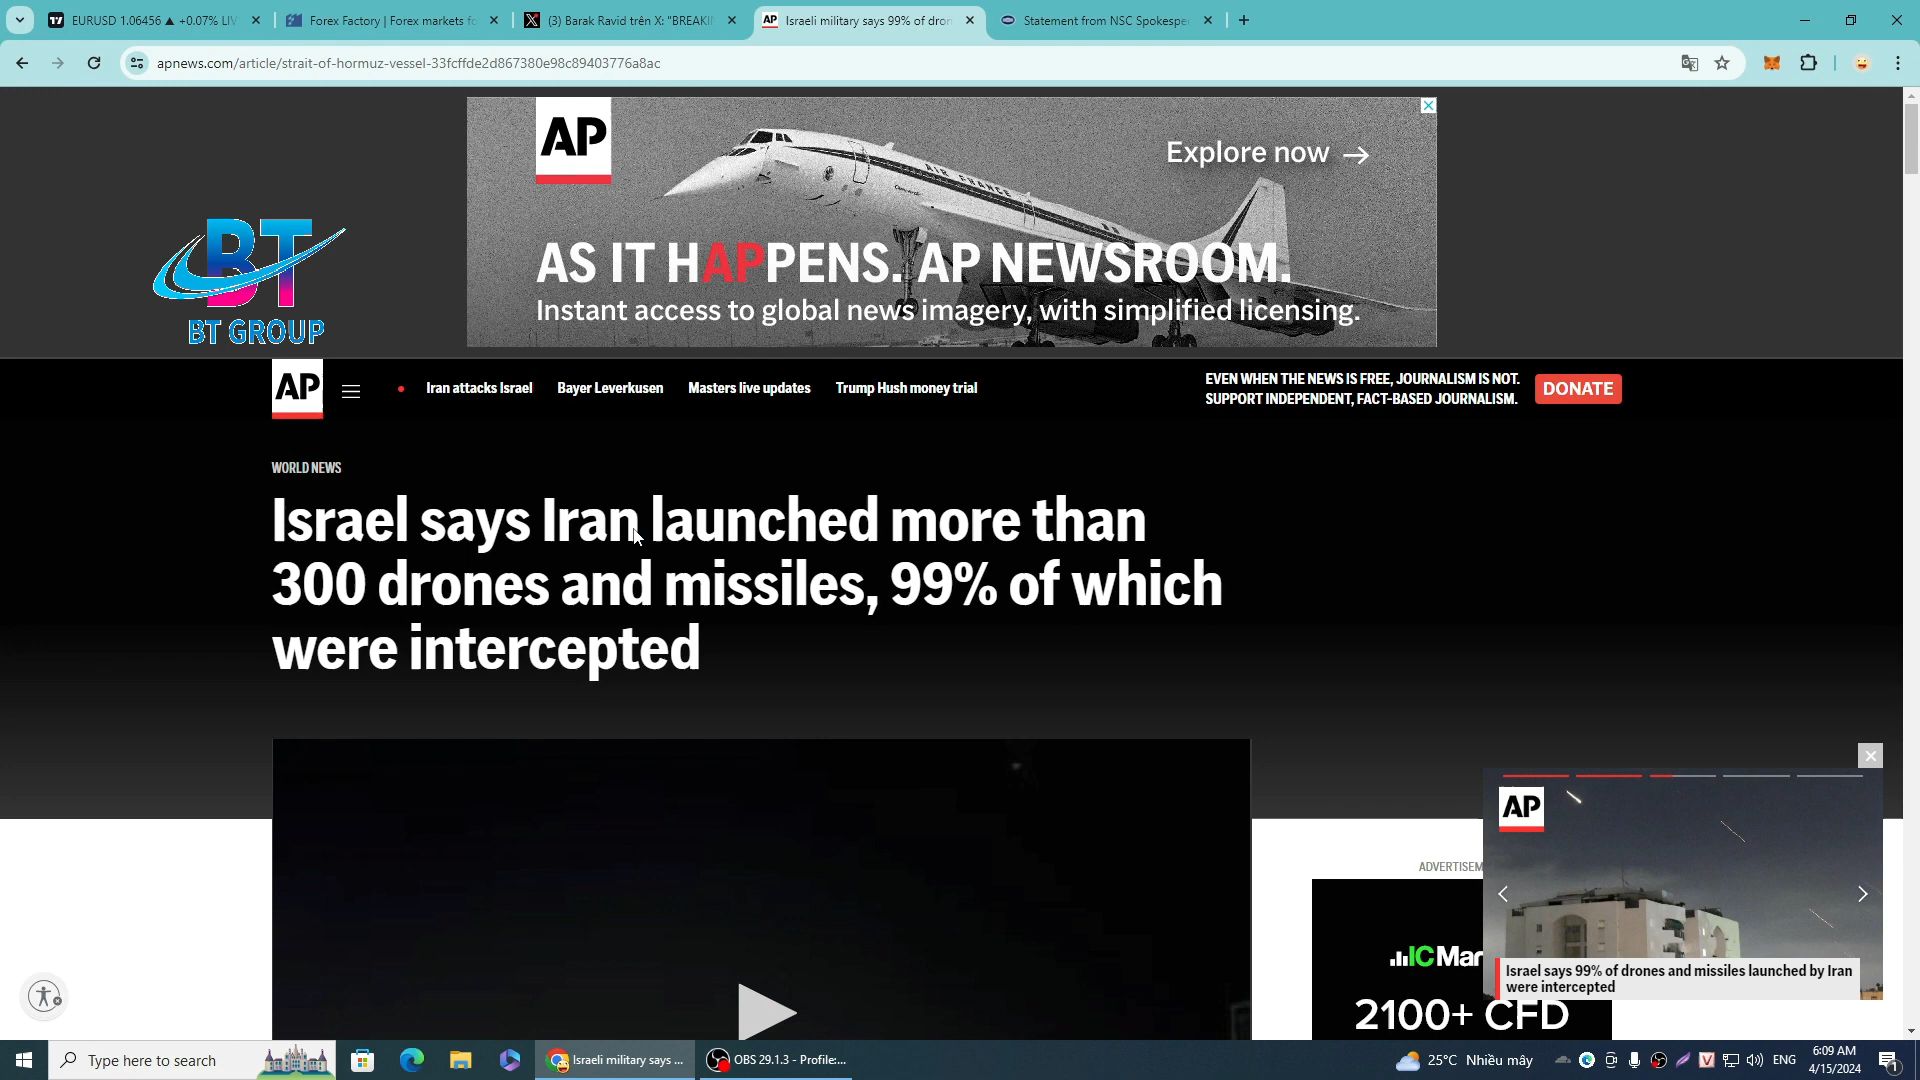 EURUSD 1.06456 ▲ +0.07% LIV
Forex Factory | Forex markets fo
(3) Barak Ravid trên X: "BREAKIN
Israeli military says 99% of dron
Statement from NSC Spokesper
apnews.com/article/strait-of-hormuz-vessel-33fcffde2d867380e98c89403776a8ac
AP
Explore now →
AIR FRANCE
AS IT HAPPENS. AP NEWSROOM.
Instant access to global news imagery, with simplified licensing.
BT
BT GROUP
AP
Iran attacks Israel
Bayer Leverkusen
Masters live updates
Trump Hush money trial
EVEN WHEN THE NEWS IS FREE, JOURNALISM IS NOT.
SUPPORT INDEPENDENT, FACT-BASED JOURNALISM.
DONATE
WORLD NEWS
Israel says Iran launched more than
300 drones and missiles, 99% of which
were intercepted
AP
ADVERTISEM
ICMar
2100+ CFD
Israel says 99% of drones and missiles launched by Iran
were intercepted
Type here to search
Israeli military says ...
OBS 29.1.3 - Profile:...
25°C Nhiều mây
ENG
6:09 AM
4/15/2024
1